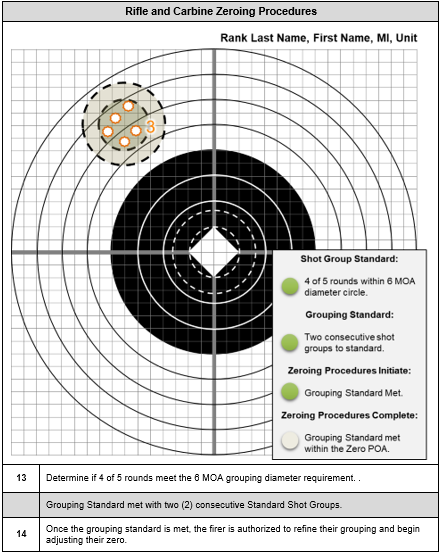 Rifle and Carbine Zeroing Procedures
Rank Last Name, First Name, MI, Unit
3
Shot Group Standard:
4 of 5 rounds within 6 MOA
diameter circle.
Grouping Standard:
Two consecutive shot
groups to standard.
Zeroing Procedures Initiate:
Grouping Standard Met.
Zeroing Procedures Complete:
Grouping Standard met
within the Zero POA.
13 Determine if 4 of 5 rounds meet the 6 MOA grouping diameter requirement. .
Grouping Standard met with two (2) consecutive Standard Shot Groups.
14 Once the grouping standard is met, the firer is authorized to refine their grouping and begin
adjusting their zero.